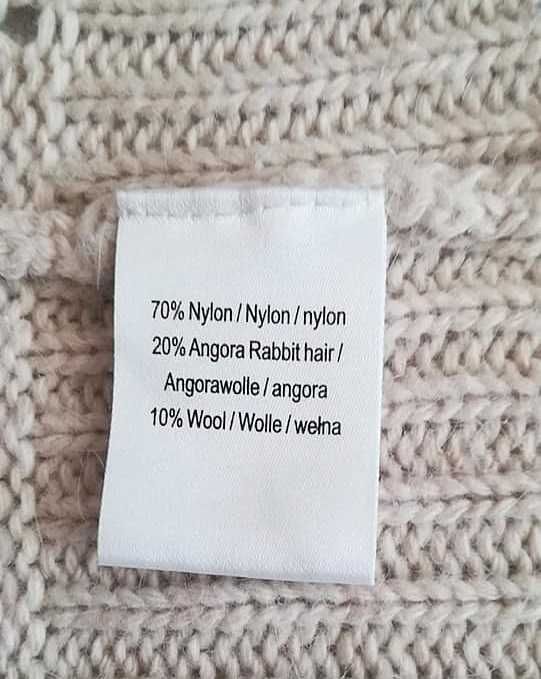 70% Nylon / Nylon / nylon
20% Angora Rabbit hair /
Angorawolle / angora
10% Wool / Wolle / wełna